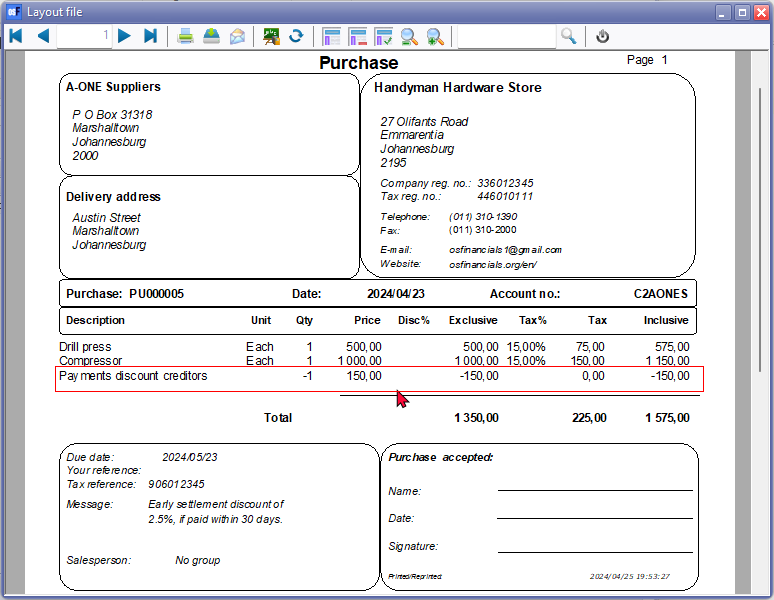 Layout file
1
Purchase
Page 1
A-ONE Suppliers
P O Box 31318
Marshalltown
Johannesburg
2000
Handyman Hardware Store
27 Olifants Road
Emmarentia
Johannesburg
2195
Company reg. no.: 336012345
Tax reg. no.: 446010111
Telephone: (011) 310-1390
Fax: (011) 310-2000
E-mail: osfinancials1@gmail.com
Website: osfinancials.org/en/
Delivery address
Austin Street
Marshalltown
Johannesburg
Purchase: PU000005 Date: 2024/04/23 Account no.: C2AONES
Description Unit Qty Price Disc% Exclusive Tax% Tax Inclusive
Drill press Each 1 500,00 500,00 15,00% 75,00 575,00
Compressor Each 1 1 000,00 1 000,00 15,00% 150,00 1 150,00
Payments discount creditors -1 150,00 -150,00 0,00 -150,00
Total 1 350,00 225,00 1 575,00
Due date: 2024/05/23
Your reference:
Tax reference: 906012345
Message: Early settlement discount of
2.5%, if paid within 30 days.
Salesperson: No group
Purchase accepted:
Name:
Date:
Signature:
Printed/Reprinted: 2024/04/25 19:53:27